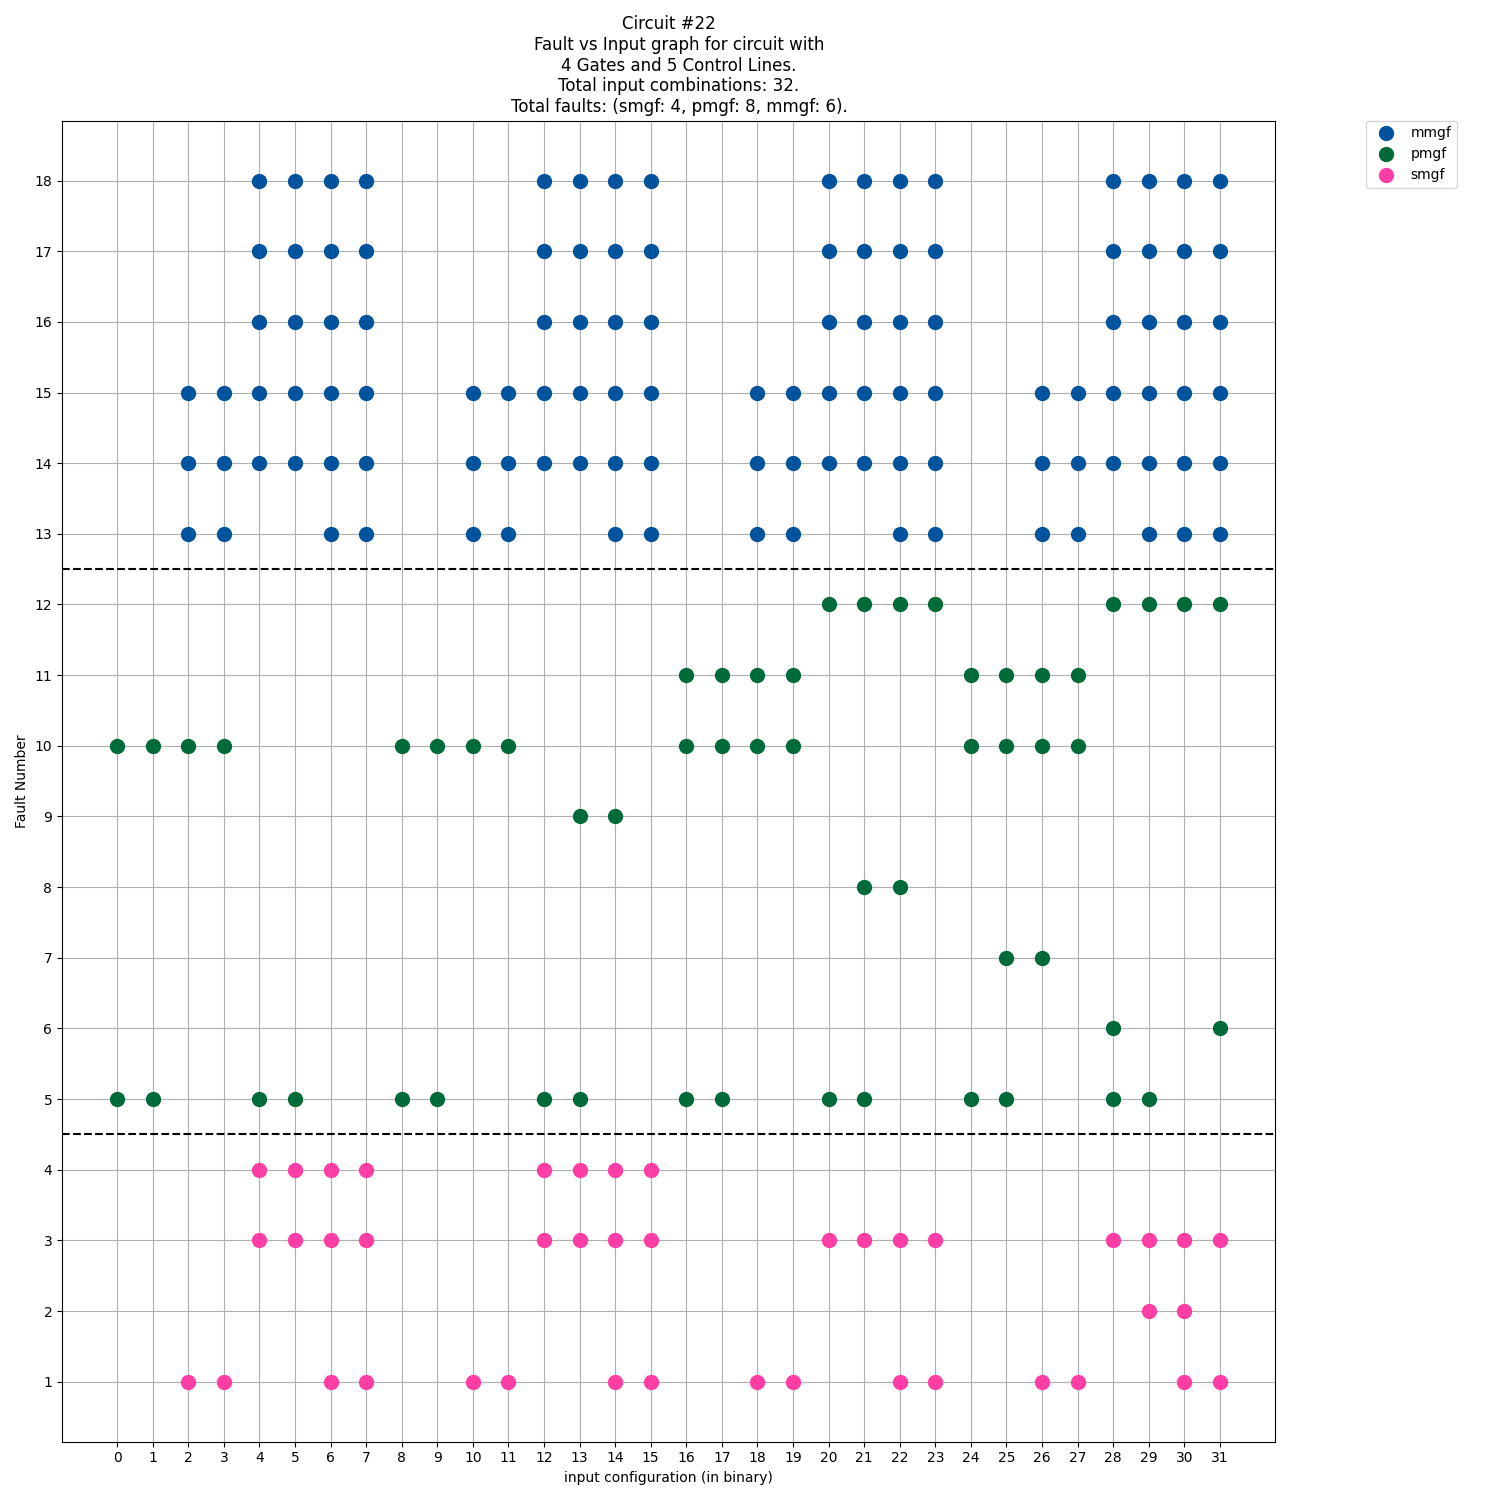 Circuit #22
Fault vs Input graph for circuit with
4 Gates and 5 Control Lines.
Total input combinations: 32.
Total faults: (smgf: 4, pmgf: 8, mmgf: 6).
mmgf
pmgf
smgf
18
17
16
15
14
13
12
11
10
9
8
7
6
5
4
3
2
1
Fault Number
0 1 2 3 4 5 6 7 8 9 10 11 12 13 14 15 16 17 18 19 20 21 22 23 24 25 26 27 28 29 30 31
input configuration (in binary)